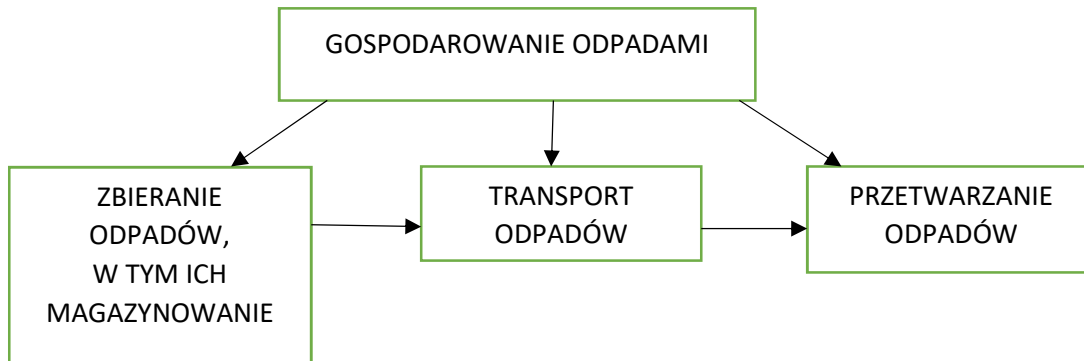 GOSPODAROWANIE ODPADAMI
ZBIERANIE
ODPADÓW,
W TYM ICH
MAGAZYNOWANIE
TRANSPORT
ODPADÓW
PRZETWARZANIE
ODPADÓW